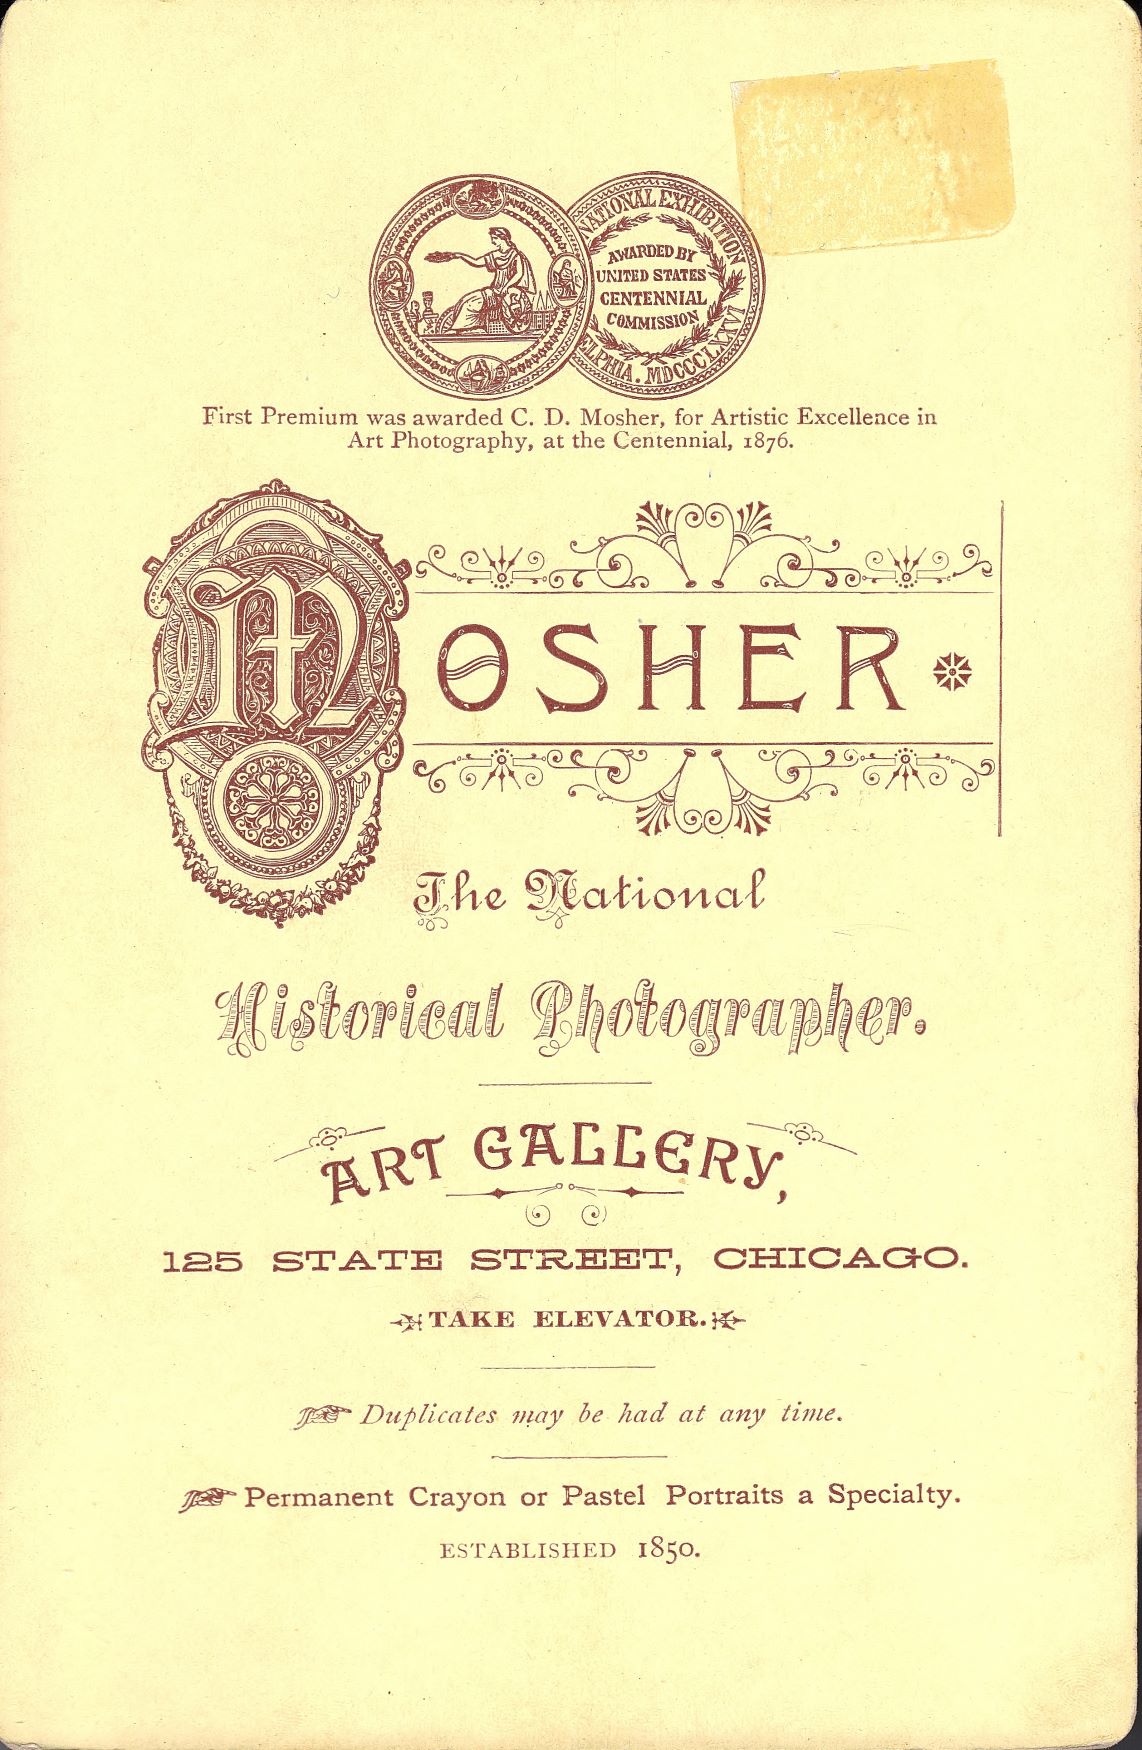 NATIONAL EXHIBITION
AWARDED BY
UNITED STATES
CENTENNIAL
COMMISSION
ELPHIA. MDCCCLXXVI
First Premium was awarded C. D. Mosher, for Artistic Excellence in
Art Photography, at the Centennial, 1876.
MOSHER
The National
Historical Photographer.
ART GALLERY,
125 STATE STREET, CHICAGO.
TAKE ELEVATOR.
Duplicates may be had at any time.
Permanent Crayon or Pastel Portraits a Specialty.
ESTABLISHED 1850.